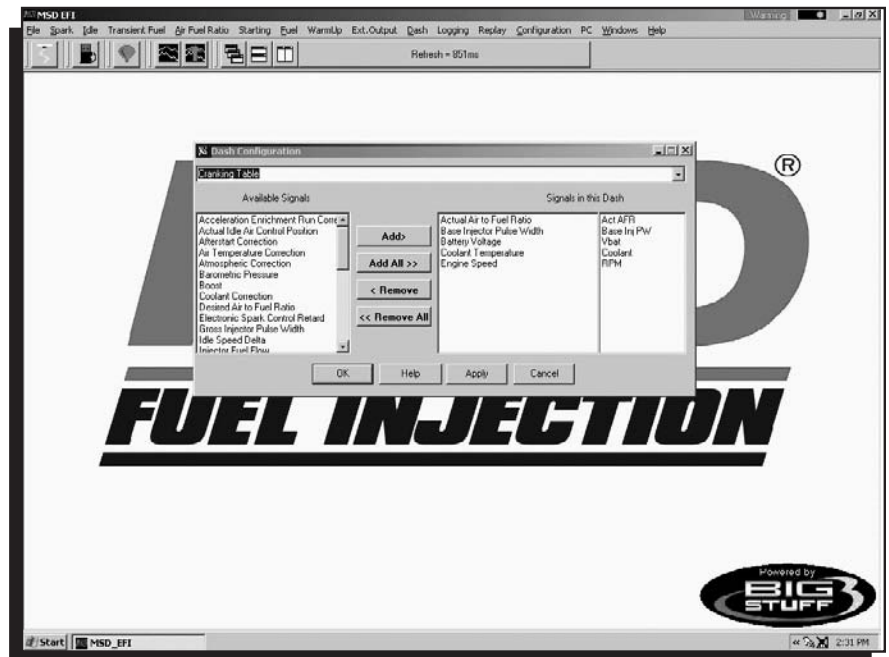 MSD EFI
Warning
File Spark Idle Transient Fuel Air Fuel Ratio Starting Fuel WarmUp Ext.Output Dash Logging Replay Configuration PC Windows Help
Refresh = 851ms
Dash Configuration
Cranking Table
Available Signals
Signals in this Dash
Acceleration Enrichment Run Corre
Actual Idle Air Control Position
Afterstart Correction
Air Temperature Correction
Atmospheric Correction
Barometric Pressure
Boost
Coolant Correction
Desired Air to Fuel Ratio
Electronic Spark Control Retard
Gross Injector Pulse Width
Idle Speed Delta
Injector Fuel Flow
Add>
Add All >>
< Remove
<< Remove All
Actual Air to Fuel Ratio Act AFR
Base Injector Pulse Width Base Inj PW
Battery Voltage Vbat
Coolant Temperature Coolant
Engine Speed RPM
OK Help Apply Cancel
®
FUEL INJECTION
Powered by
BIG STUFF 3
Start MSD_EFI
2:31 PM